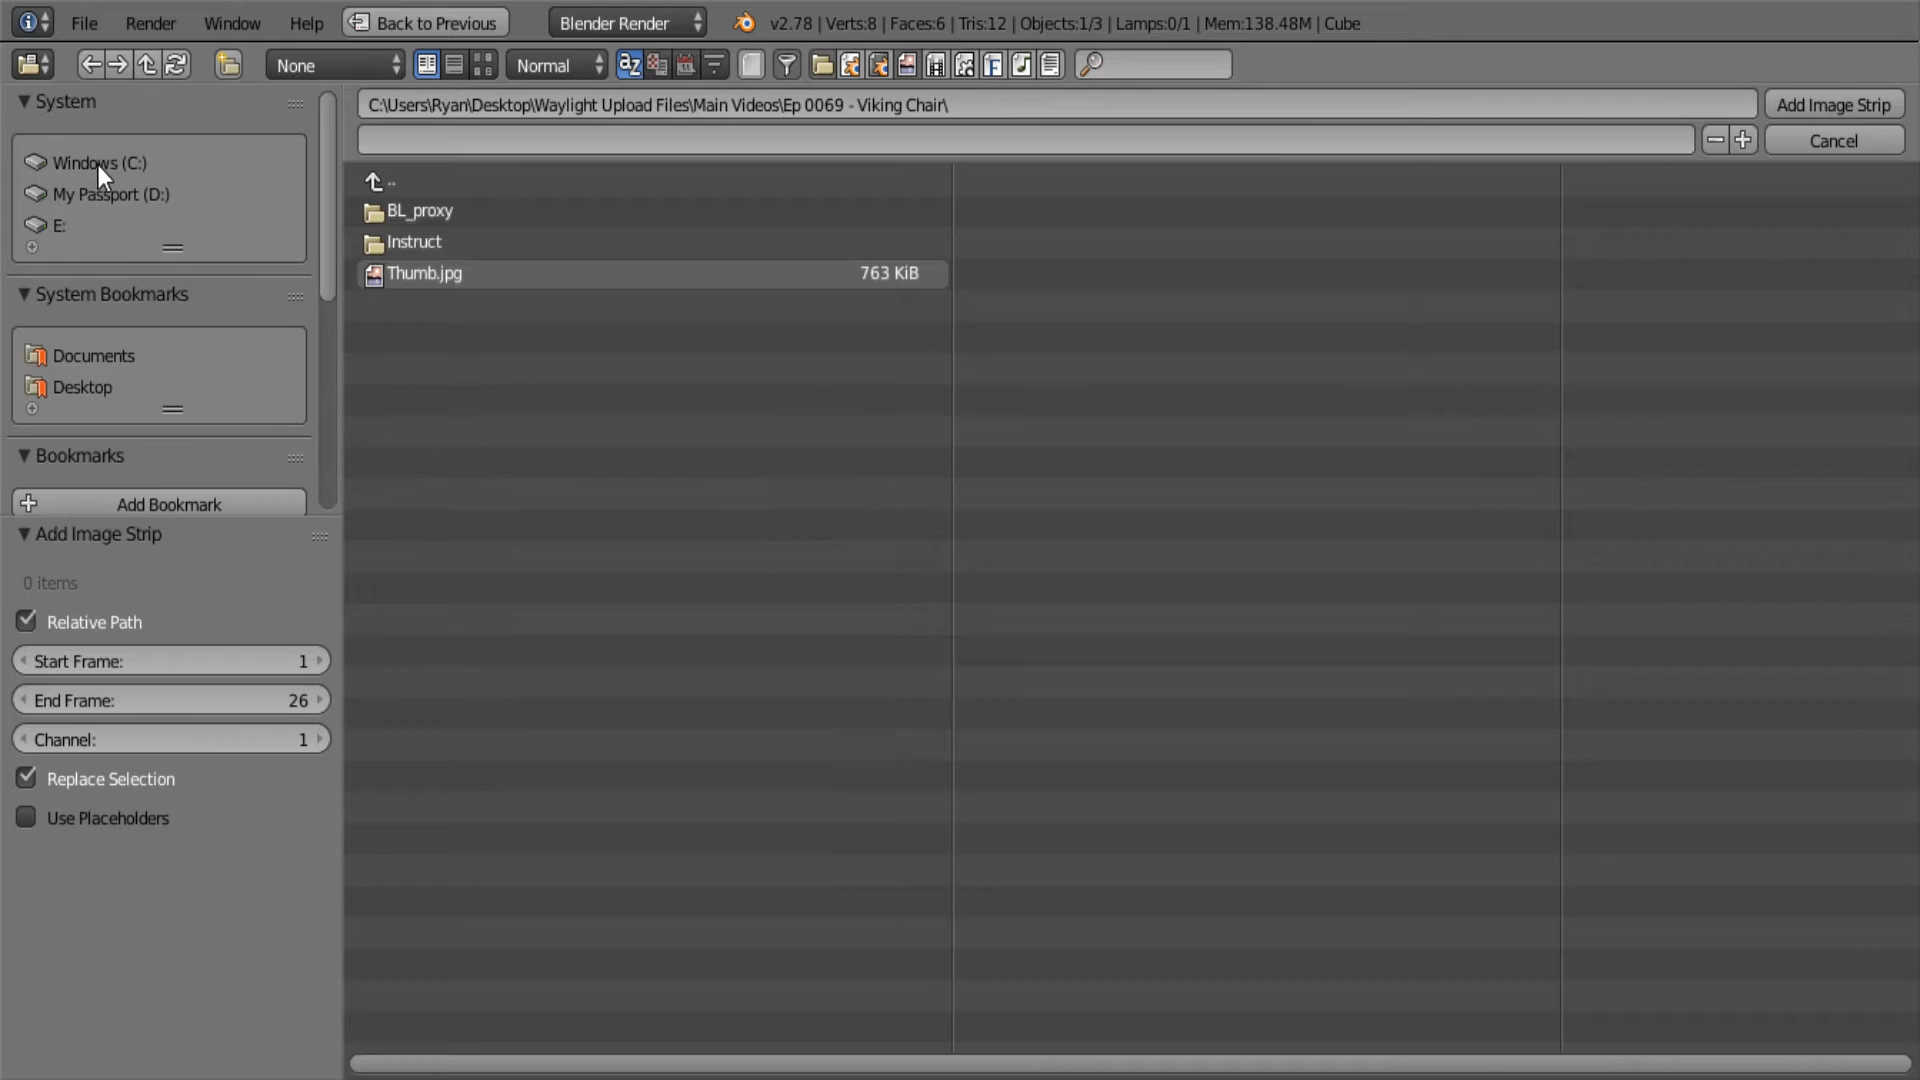 File Render Window Help Back to Previous Blender Render v2.78 | Verts:8 | Faces:6 | Tris:12 | Objects:1/3 | Lamps:0/1 | Mem:138.48M | Cube
None Normal
System
Windows (C:)
My Passport (D:)
E:
System Bookmarks
Documents
Desktop
Bookmarks
Add Bookmark
Add Image Strip
0 items
Relative Path
Start Frame: 1
End Frame: 26
Channel: 1
Replace Selection
Use Placeholders
C:\Users\Ryan\Desktop\Waylight Upload Files\Main Videos\Ep 0069 - Viking Chair\ Add Image Strip
Cancel
..
BL_proxy
Instruct
Thumb.jpg 763 KiB